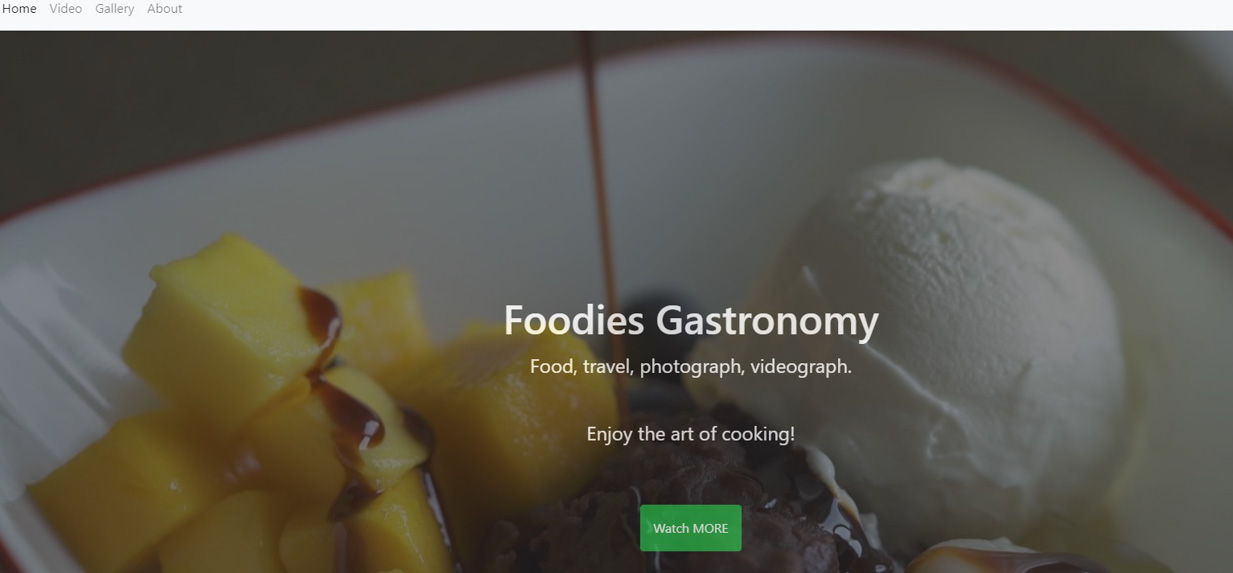 Home Video Gallery About
Foodies Gastronomy
Food, travel, photograph, videograph.
Enjoy the art of cooking!
Watch MORE